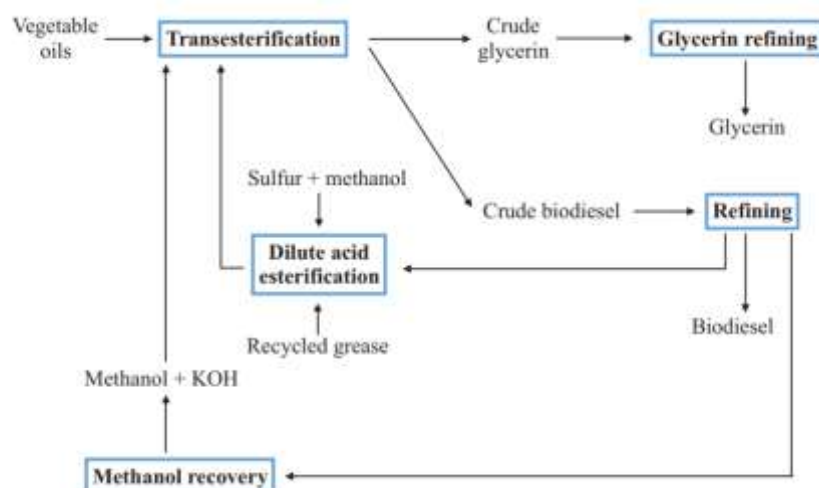 Vegetable
oils
Transesterification
Crude
glycerin
Glycerin refining
Glycerin
Sulfur + methanol
Crude biodiesel
Refining
Dilute acid
esterification
Biodiesel
Recycled grease
Methanol + KOH
Methanol recovery